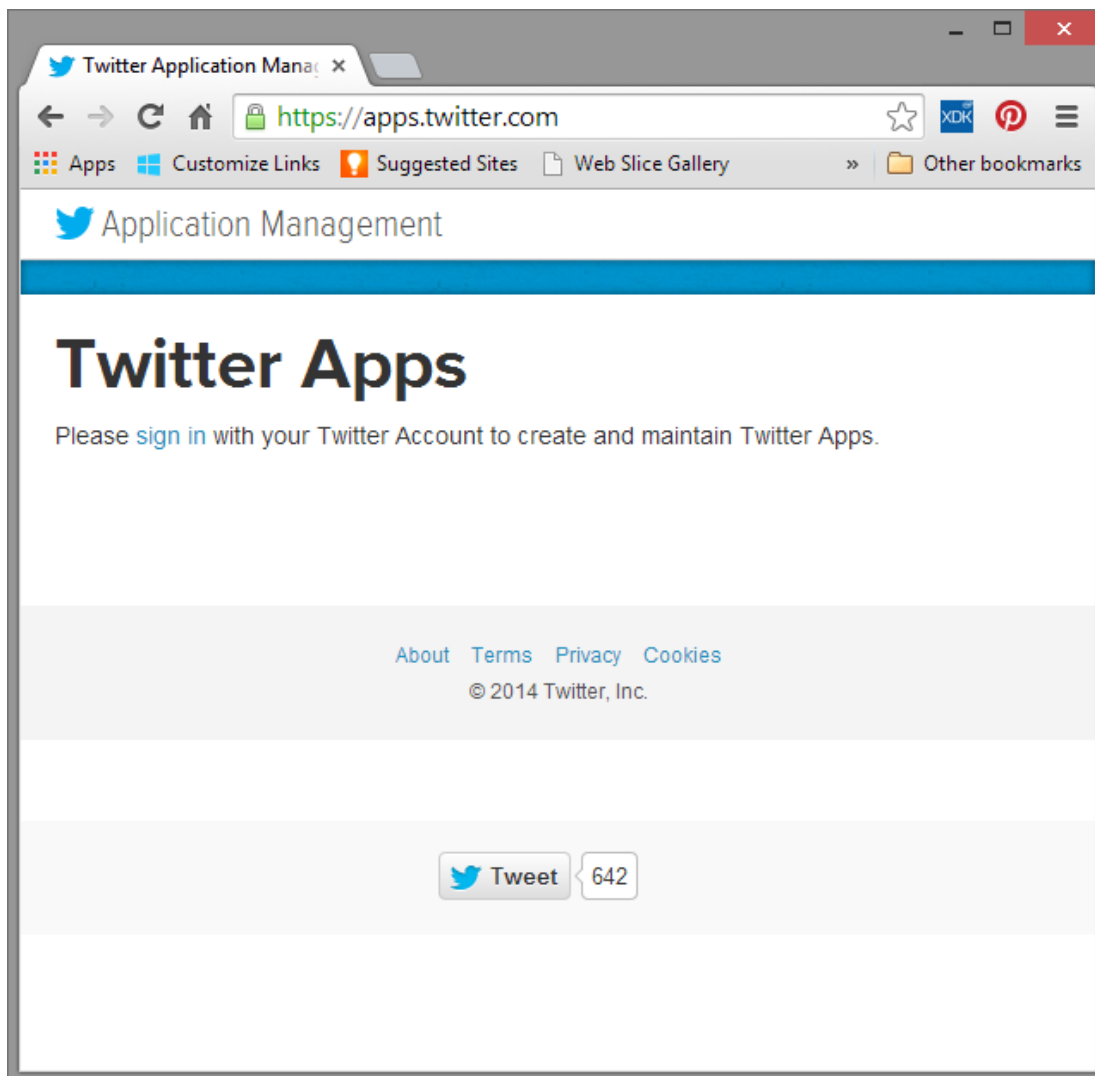 Twitter Application Manag
https://apps.twitter.com
XDK
Apps Customize Links Suggested Sites Web Slice Gallery » Other bookmarks
Application Management
Twitter Apps
Please sign in with your Twitter Account to create and maintain Twitter Apps.
About Terms Privacy Cookies
© 2014 Twitter, Inc.
Tweet 642